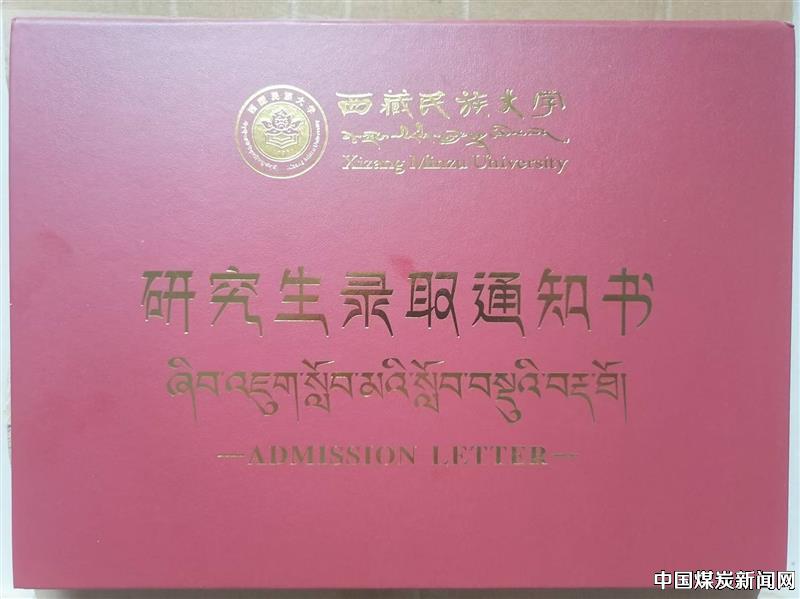 西藏民族大学
Xizang Minzu University
研究生录取通知书
ཞིབ་འཇུག་སློབ་མའི་སློབ་བསྡུའི་བརྡ་ཐོ།
—ADMISSION LETTER—
中国煤炭新闻网